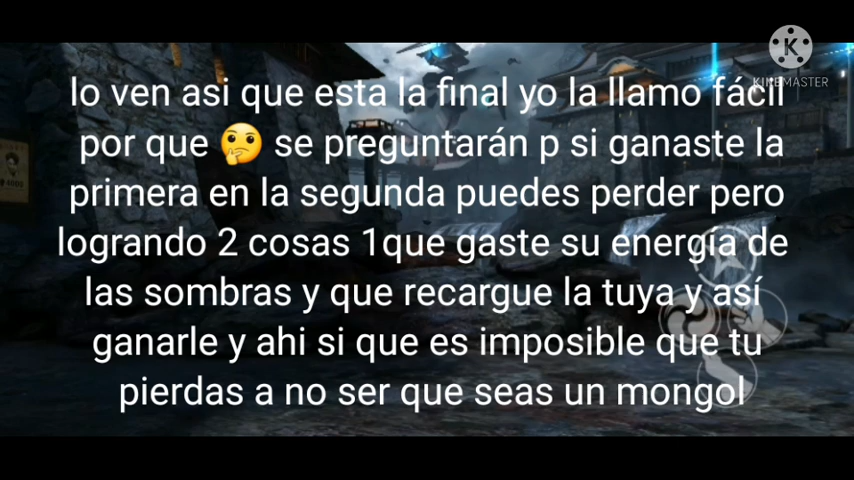 KINEMASTER
lo ven asi que esta la final yo la llamo fácil
por que 🤔 se preguntarán p si ganaste la
primera en la segunda puedes perder pero
logrando 2 cosas 1que gaste su energía de
las sombras y que recargue la tuya y así
ganarle y ahi si que es imposible que tu
pierdas a no ser que seas un mongol